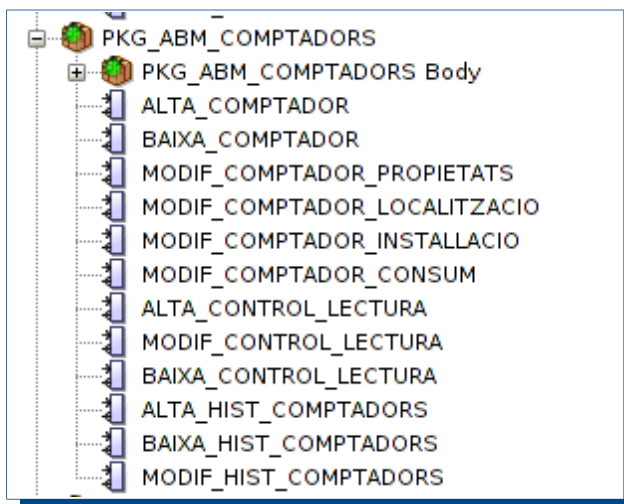 PKG_ABM_COMPTADORS
PKG_ABM_COMPTADORS Body
ALTA_COMPTADOR
BAIXA_COMPTADOR
MODIF_COMPTADOR_PROPIETATS
MODIF_COMPTADOR_LOCALITZACIO
MODIF_COMPTADOR_INSTALLACIO
MODIF_COMPTADOR_CONSUM
ALTA_CONTROL_LECTURA
MODIF_CONTROL_LECTURA
BAIXA_CONTROL_LECTURA
ALTA_HIST_COMPTADORS
BAIXA_HIST_COMPTADORS
MODIF_HIST_COMPTADORS